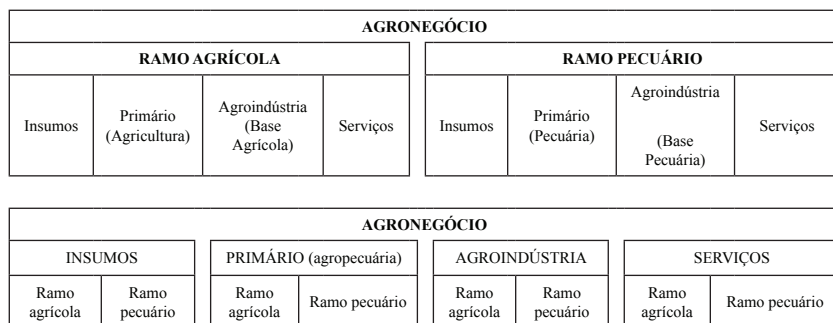 AGRONEGÓCIO
RAMO AGRÍCOLA
RAMO PECUÁRIO
Insumos
Primário
(Agricultura)
Agroindústria
(Base
Agrícola)
Serviços
Insumos
Primário
(Pecuária)
Agroindústria
(Base
Pecuária)
Serviços
AGRONEGÓCIO
INSUMOS
PRIMÁRIO (agropecuária)
AGROINDÚSTRIA
SERVIÇOS
Ramo
agrícola
Ramo
pecuário
Ramo
agrícola
Ramo pecuário
Ramo
agrícola
Ramo
pecuário
Ramo
agrícola
Ramo pecuário